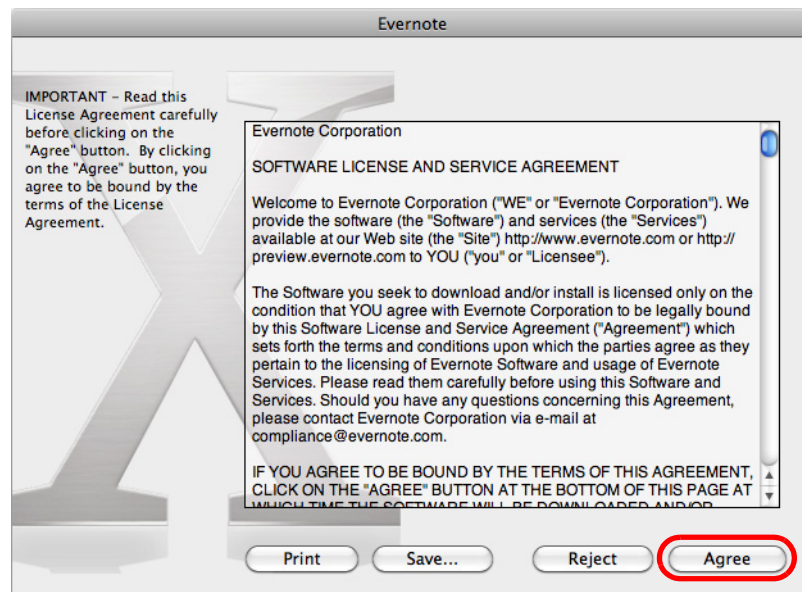 Evernote
IMPORTANT – Read this
License Agreement carefully
before clicking on the
"Agree" button. By clicking
on the "Agree" button, you
agree to be bound by the
terms of the License
Agreement.
Evernote Corporation
SOFTWARE LICENSE AND SERVICE AGREEMENT
Welcome to Evernote Corporation ("WE" or "Evernote Corporation"). We
provide the software (the "Software") and services (the "Services")
available at our Web site (the "Site") http://www.evernote.com or http://
preview.evernote.com to YOU ("you" or "Licensee").
The Software you seek to download and/or install is licensed only on the
condition that YOU agree with Evernote Corporation to be legally bound
by this Software License and Service Agreement ("Agreement") which
sets forth the terms and conditions upon which the parties agree as they
pertain to the licensing of Evernote Software and usage of Evernote
Services. Please read them carefully before using this Software and
Services. Should you have any questions concerning this Agreement,
please contact Evernote Corporation via e-mail at
compliance@evernote.com.
IF YOU AGREE TO BE BOUND BY THE TERMS OF THIS AGREEMENT,
CLICK ON THE "AGREE" BUTTON AT THE BOTTOM OF THIS PAGE AT
WHICH TIME THE SOFTWARE WILL BE DOWNLOADED AND/OR
Print
Save...
Reject
Agree